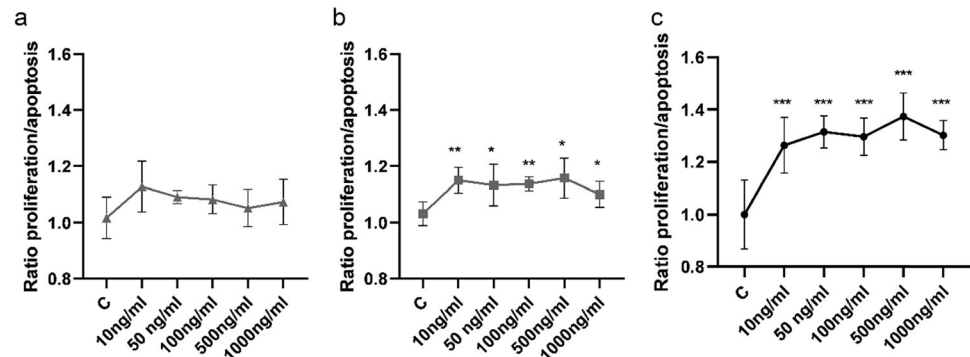 a
Ratio proliferation/apoptosis
1.6
1.4
1.2
1.0
0.8
C
10ng/ml
50 ng/ml
100ng/ml
500ng/ml
1000ng/ml
b
Ratio proliferation/apoptosis
1.6
1.4
1.2
1.0
0.8
** * ** * *
C
10ng/ml
50 ng/ml
100ng/ml
500ng/ml
1000ng/ml
c
Ratio proliferation/apoptosis
1.6
1.4
1.2
1.0
0.8
*** *** *** *** ***
C
10ng/ml
50 ng/ml
100ng/ml
500ng/ml
1000ng/ml